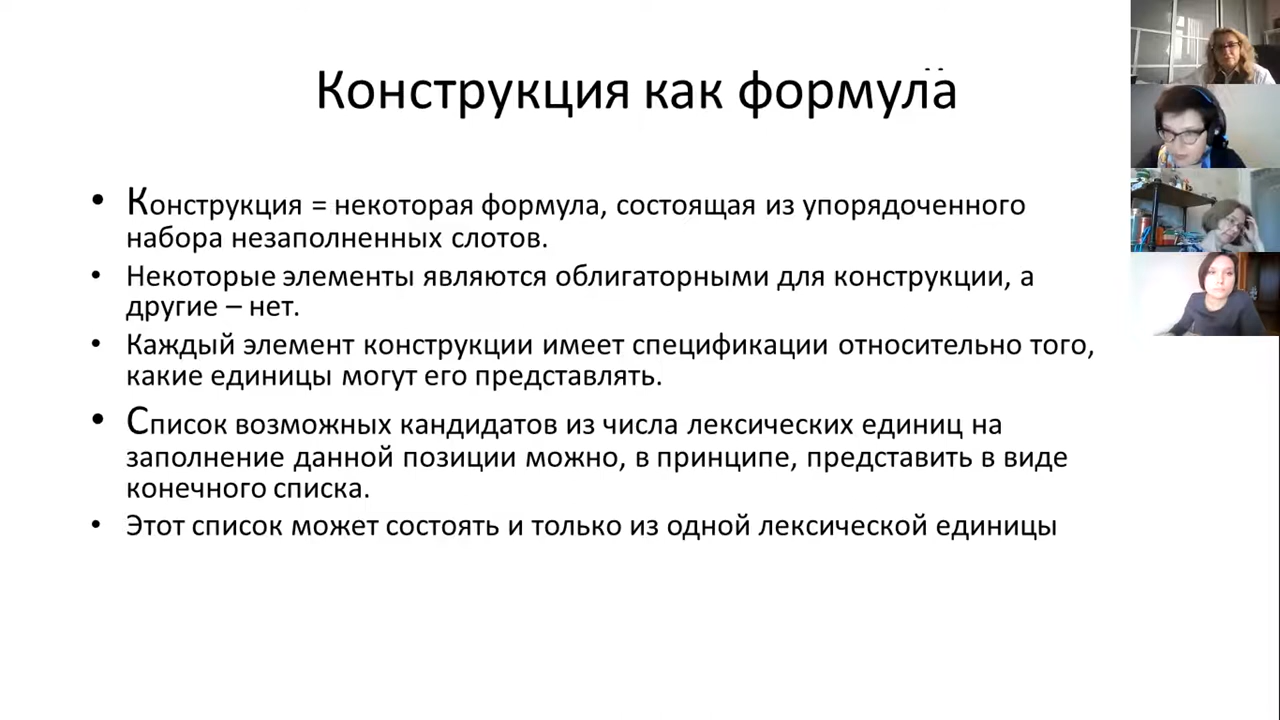 Конструкция как формула
• Конструкция = некоторая формула, состоящая из упорядоченного
набора незаполненных слотов.
• Некоторые элементы являются облигаторными для конструкции, а
другие – нет.
• Каждый элемент конструкции имеет спецификации относительно того,
какие единицы могут его представлять.
• Список возможных кандидатов из числа лексических единиц на
заполнение данной позиции можно, в принципе, представить в виде
конечного списка.
• Этот список может состоять и только из одной лексической единицы